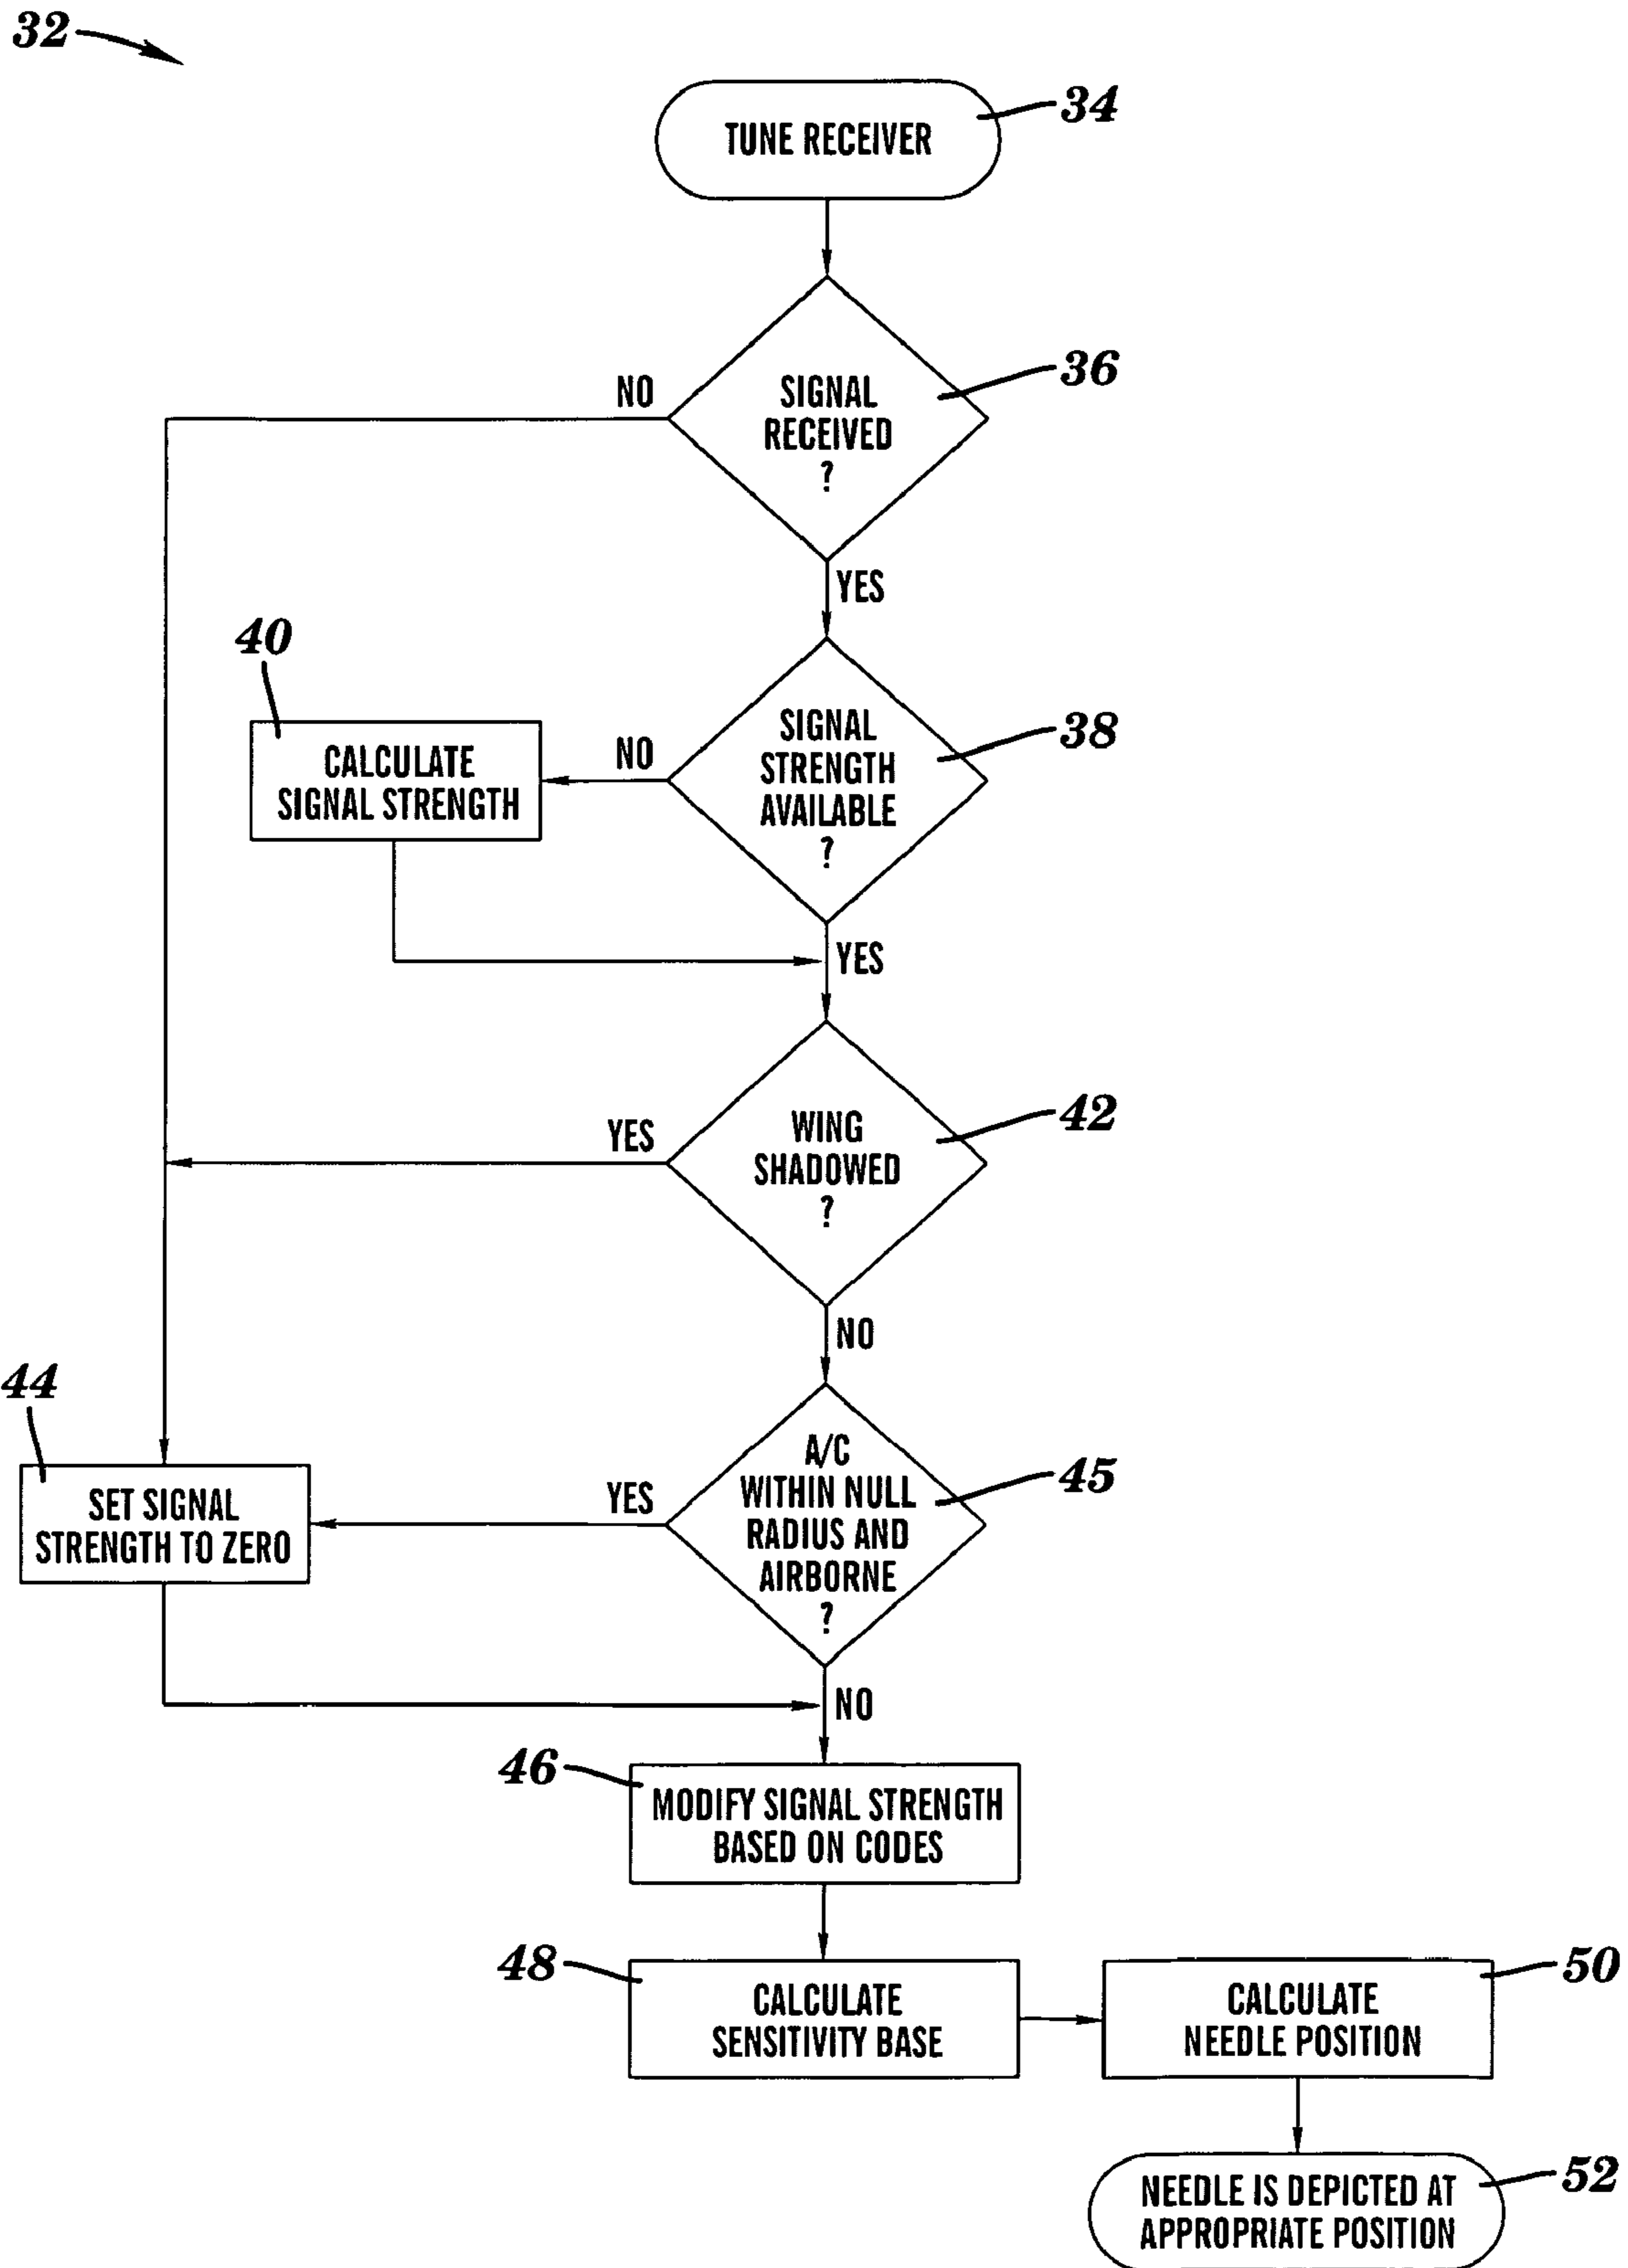 32
TUNE RECEIVER
34
SIGNAL
RECEIVED
?
36
NO
YES
SIGNAL
STRENGTH
AVAILABLE
?
38
NO
40
CALCULATE
SIGNAL STRENGTH
YES
WING
SHADOWED
?
42
YES
NO
A/C
WITHIN NULL
RADIUS AND
AIRBORNE
?
45
YES
44
SET SIGNAL
STRENGTH TO ZERO
NO
46
MODIFY SIGNAL STRENGTH
BASED ON CODES
48
CALCULATE
SENSITIVITY BASE
CALCULATE
NEEDLE POSITION
50
NEEDLE IS DEPICTED AT
APPROPRIATE POSITION
52